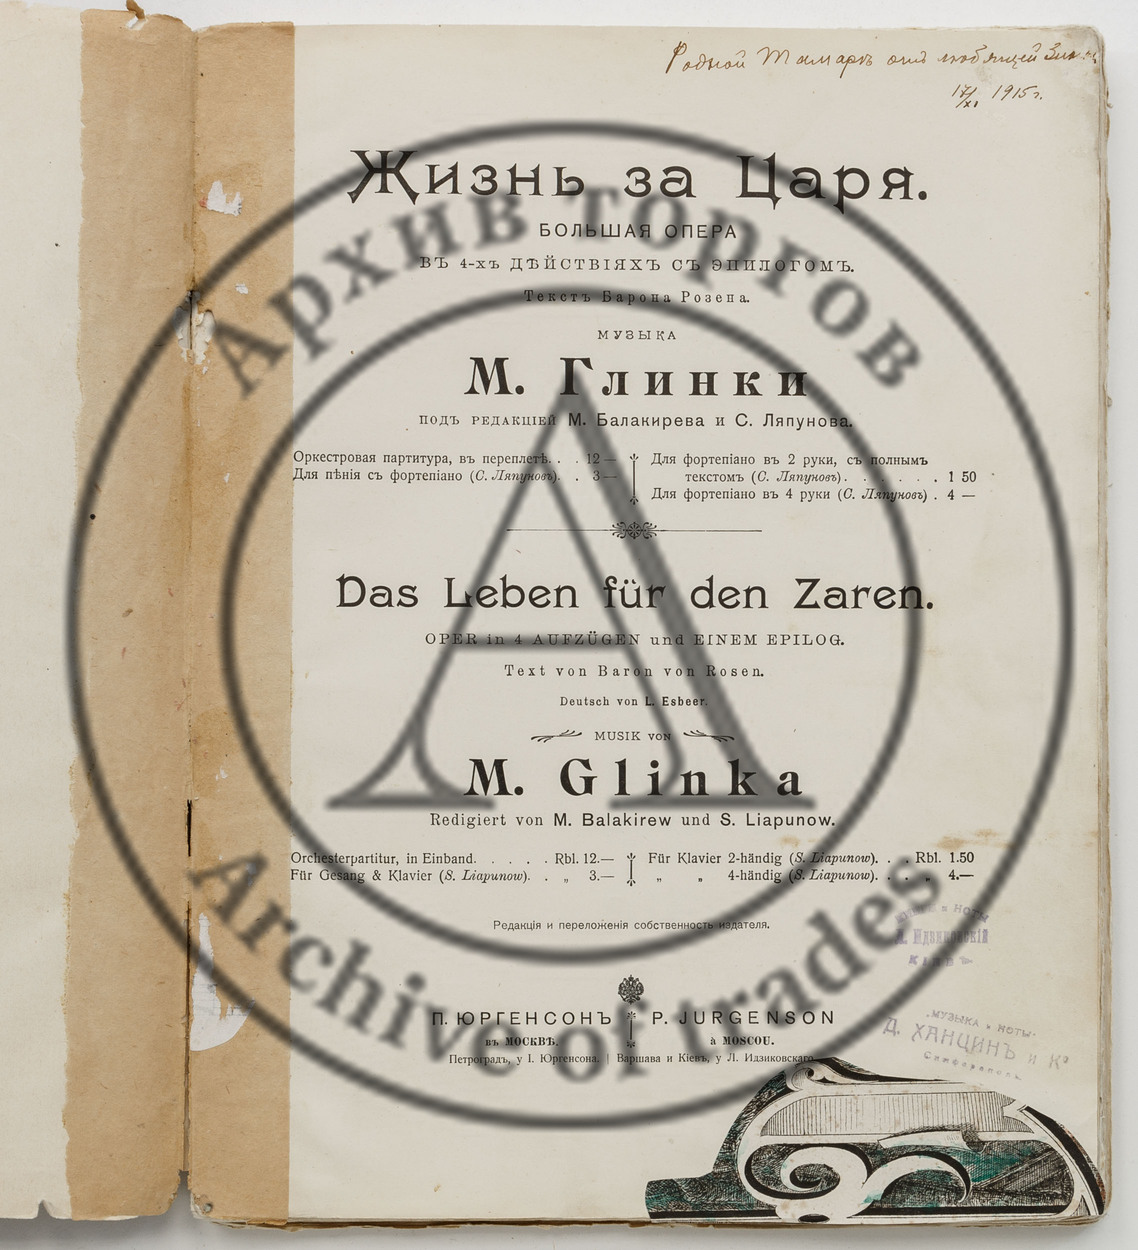 Родной Тамарѣ отъ любящей
17/XI 1915 г.
Жизнь за Царя.
БОЛЬШАЯ ОПЕРА
ВЪ 4-хъ ДѢЙСТВІЯХЪ СЪ ЭПИЛОГОМЪ.
Текстъ Барона Розена.
МУЗЫКА
М. Глинки
ПОДЪ РЕДАКЦІЕЙ М. Балакирева и С. Ляпунова.
Оркестровая партитура, въ переплетѣ. . . 12 —
Для пѣнія съ фортепіано (С. Ляпуновъ). . 3 —
Для фортепіано въ 2 руки, съ полнымъ
текстомъ (С. Ляпуновъ). . . . . . . 1 50
Для фортепіано въ 4 руки (С. Ляпуновъ) . 4 —
Das Leben für den Zaren.
OPER in 4 AUFZÜGEN und EINEM EPILOG.
Text von Baron von Rosen.
Deutsch von L. Esbeer.
MUSIK von
M. Glinka
Redigiert von M. Balakirew und S. Liapunow.
Orchesterpartitur, in Einband. . . . . Rbl. 12.—
Für Gesang & Klavier (S. Liapunow). . „ 3.—
Für Klavier 2-händig (S. Liapunow). . . Rbl. 1.50
„ „ 4-händig (S. Liapunow). . . „ 4.—
Редакція и переложенія собственность издателя.
П. ЮРГЕНСОНЪ
въ МОСКВѢ.
P. JURGENSON
à MOSCOU.
Петроградъ, у І. Юргенсона. | Варшава и Кіевъ, у Л. Идзиковскаго.
и НОТЫ
Л. Идзиковскій
КІЕВЪ
„МУЗЫКА и НОТЫ“
Д. ХАНЦИНЪ и Ко
Симферополь
Архив торгов
Archive of trades
A